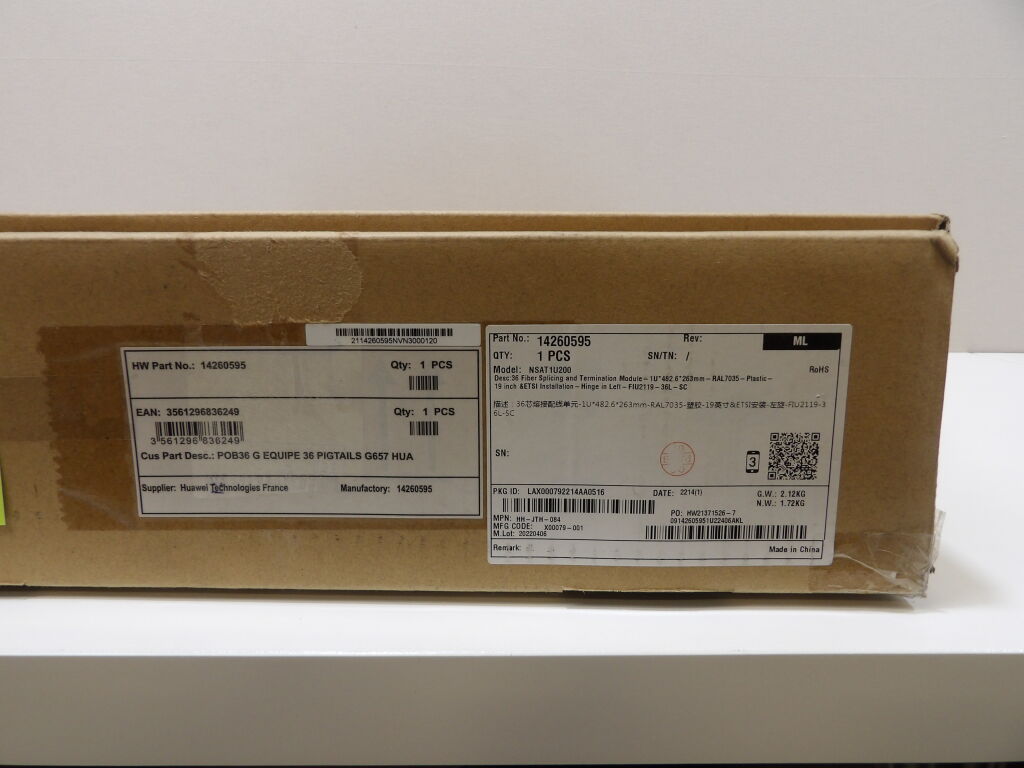 2114260595NVN3000120
HW Part No.: 14260595 Qty: 1 PCS
EAN: 3561296836249 Qty: 1 PCS
3 561296 836249
Cus Part Desc.: POB36 G EQUIPE 36 PIGTAILS G657 HUA
Supplier: Huawei Technologies France Manufactory: 14260595
Part No.: 14260595 Rev: ML
QTY: 1 PCS SN/TN: /
Model: NSAT1U200 RoHS
Desc:36 Fiber Splicing and Termination Module-1U*482.6*263mm-RAL7035-Plastic-
19 inch &ETSI Installation-Hinge in Left-FIU2119-36L-SC
描述:36芯熔接配线单元-1U*482.6*263mm-RAL7035-塑胶-19英寸&ETSI安装-左旋-FIU2119-3
6L-SC
SN:
3
PKG ID: LAX000792214AA0516 DATE: 2214(1) G.W.: 2.12KG
N.W.: 1.72KG
MPN: HH-JTH-084 PO: HW21371526-7
MFG CODE: X00079-001 09142605951U22406AKL
M.Lot: 20220406
Remark: Made in China